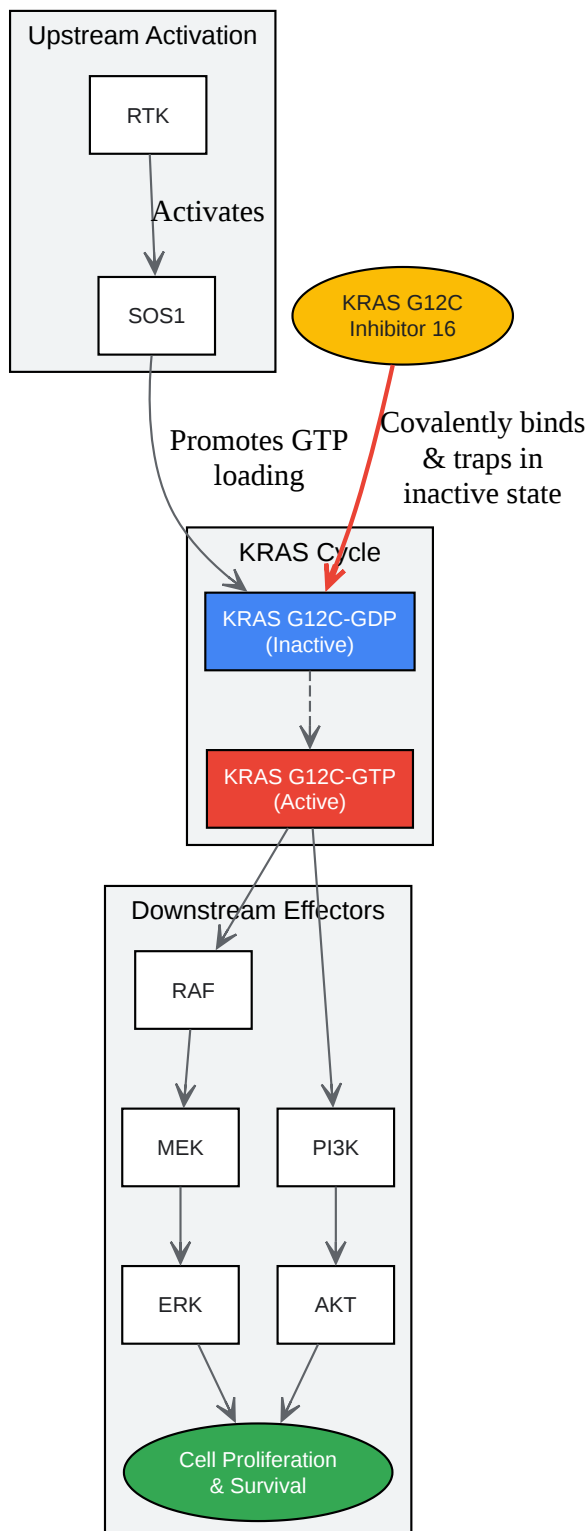 Upstream Activation
RTK
Activates
SOS1
KRAS G12C
Inhibitor 16
Promotes GTP
loading
Covalently binds
& traps in
inactive state
KRAS Cycle
KRAS G12C-GDP
(Inactive)
KRAS G12C-GTP
(Active)
Downstream Effectors
RAF
MEK
PI3K
ERK
AKT
Cell Proliferation
& Survival